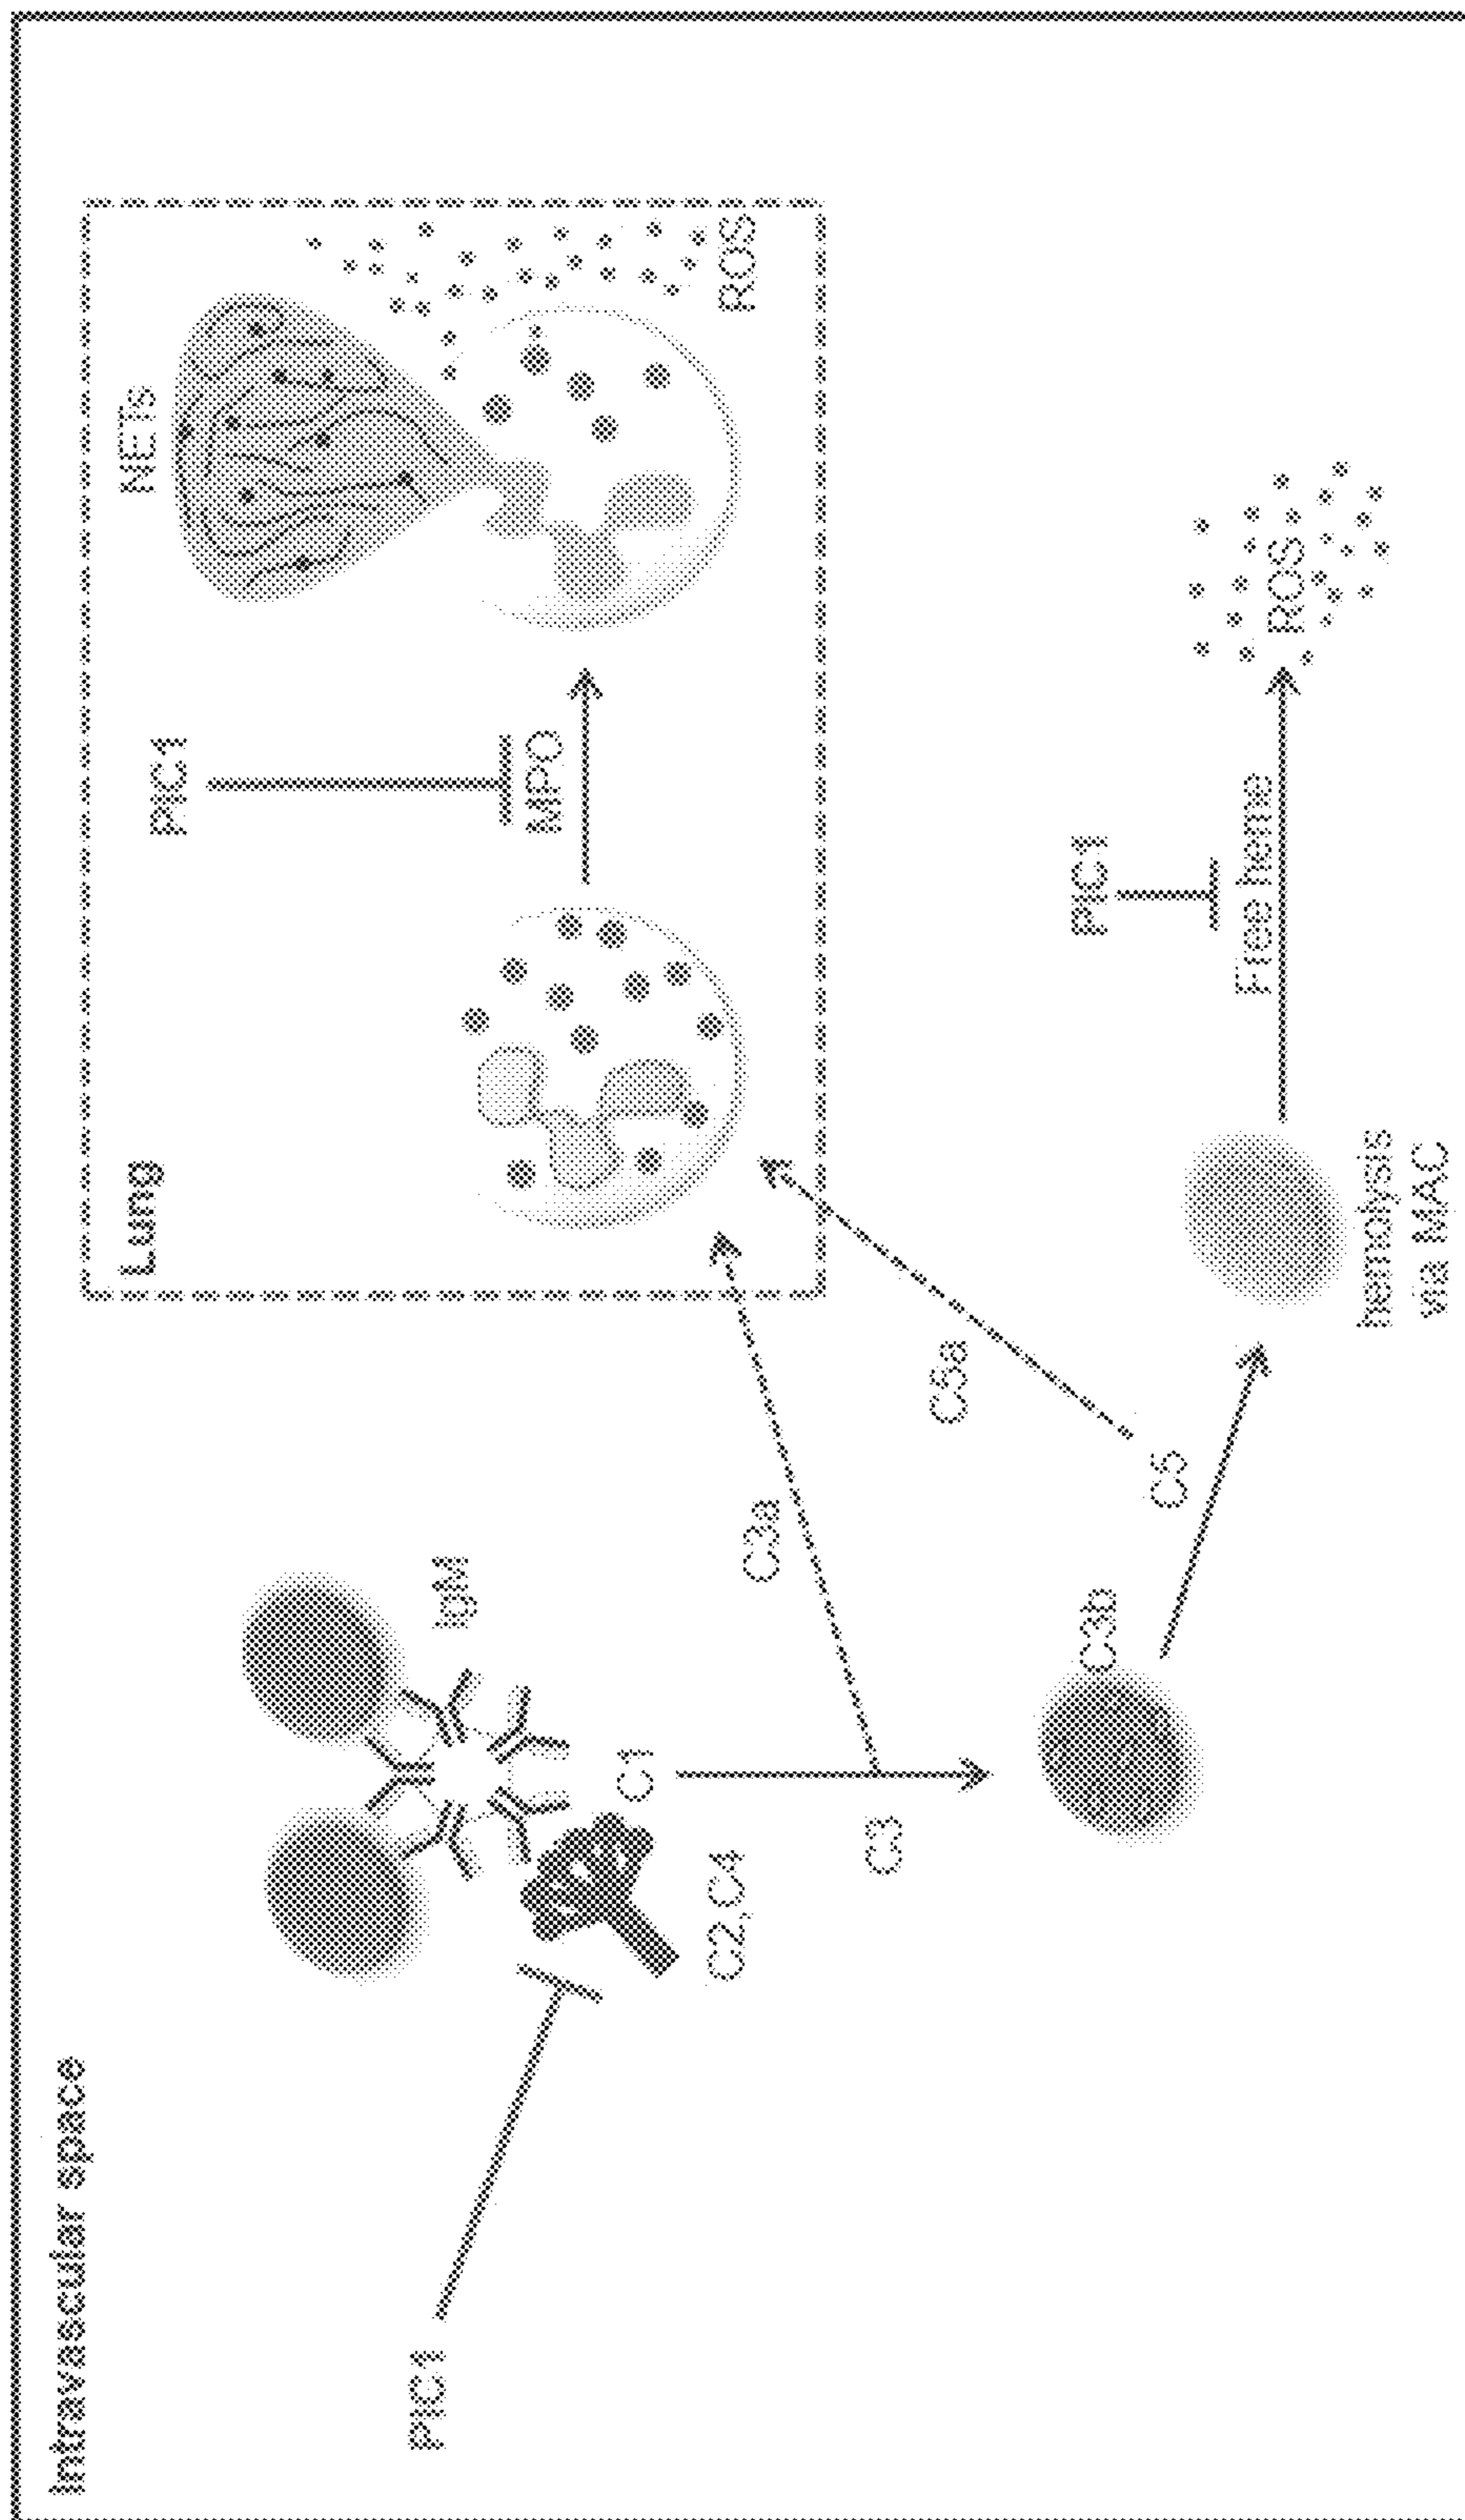 Intravascular space
Lung
PIC1
NETs
MPO
ROS
PIC1
IgM
C1
C2,C4
C3
C3a
C5a
C3b
C5
PIC1
Free heme
ROS
hemolysis
via MAC